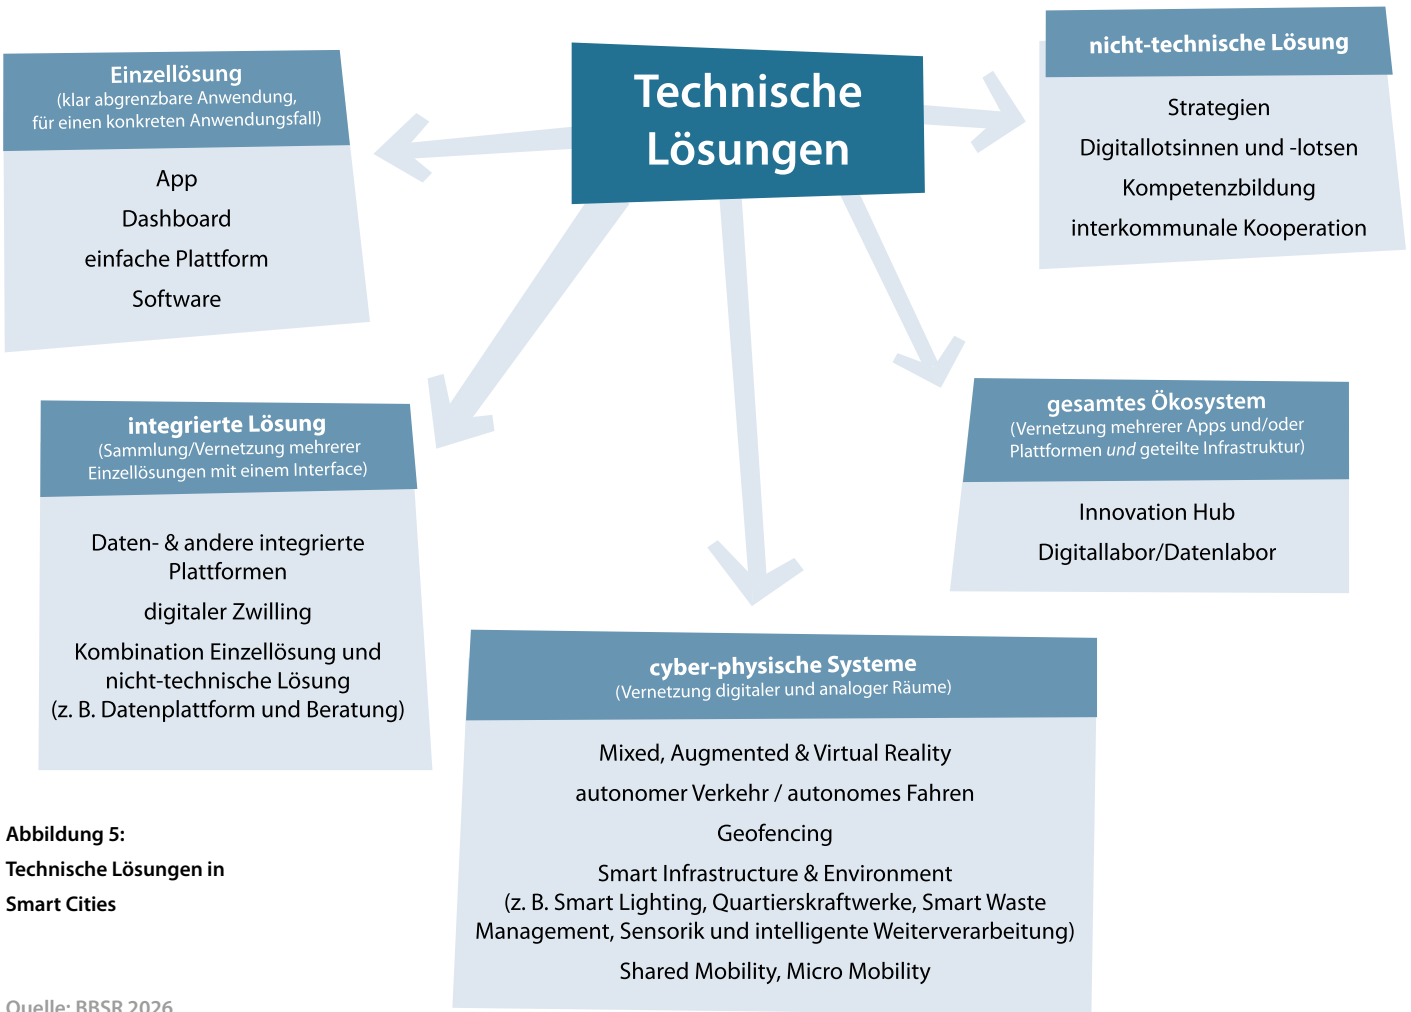 Technische
Lösungen
Einzellösung
(klar abgrenzbare Anwendung,
für einen konkreten Anwendungsfall)
App
Dashboard
einfache Plattform
Software
nicht-technische Lösung
Strategien
Digitallotsinnen und -lotsen
Kompetenzbildung
interkommunale Kooperation
integrierte Lösung
(Sammlung/Vernetzung mehrerer
Einzellösungen mit einem Interface)
Daten- & andere integrierte
Plattformen
digitaler Zwilling
Kombination Einzellösung und
nicht-technische Lösung
(z. B. Datenplattform und Beratung)
gesamtes Ökosystem
(Vernetzung mehrerer Apps und/oder
Plattformen und geteilte Infrastruktur)
Innovation Hub
Digitallabor/Datenlabor
cyber-physische Systeme
(Vernetzung digitaler und analoger Räume)
Mixed, Augmented & Virtual Reality
autonomer Verkehr / autonomes Fahren
Geofencing
Smart Infrastructure & Environment
(z. B. Smart Lighting, Quartierskraftwerke, Smart Waste
Management, Sensorik und intelligente Weiterverarbeitung)
Shared Mobility, Micro Mobility
Abbildung 5:
Technische Lösungen in
Smart Cities
Quelle: BBSR 2026